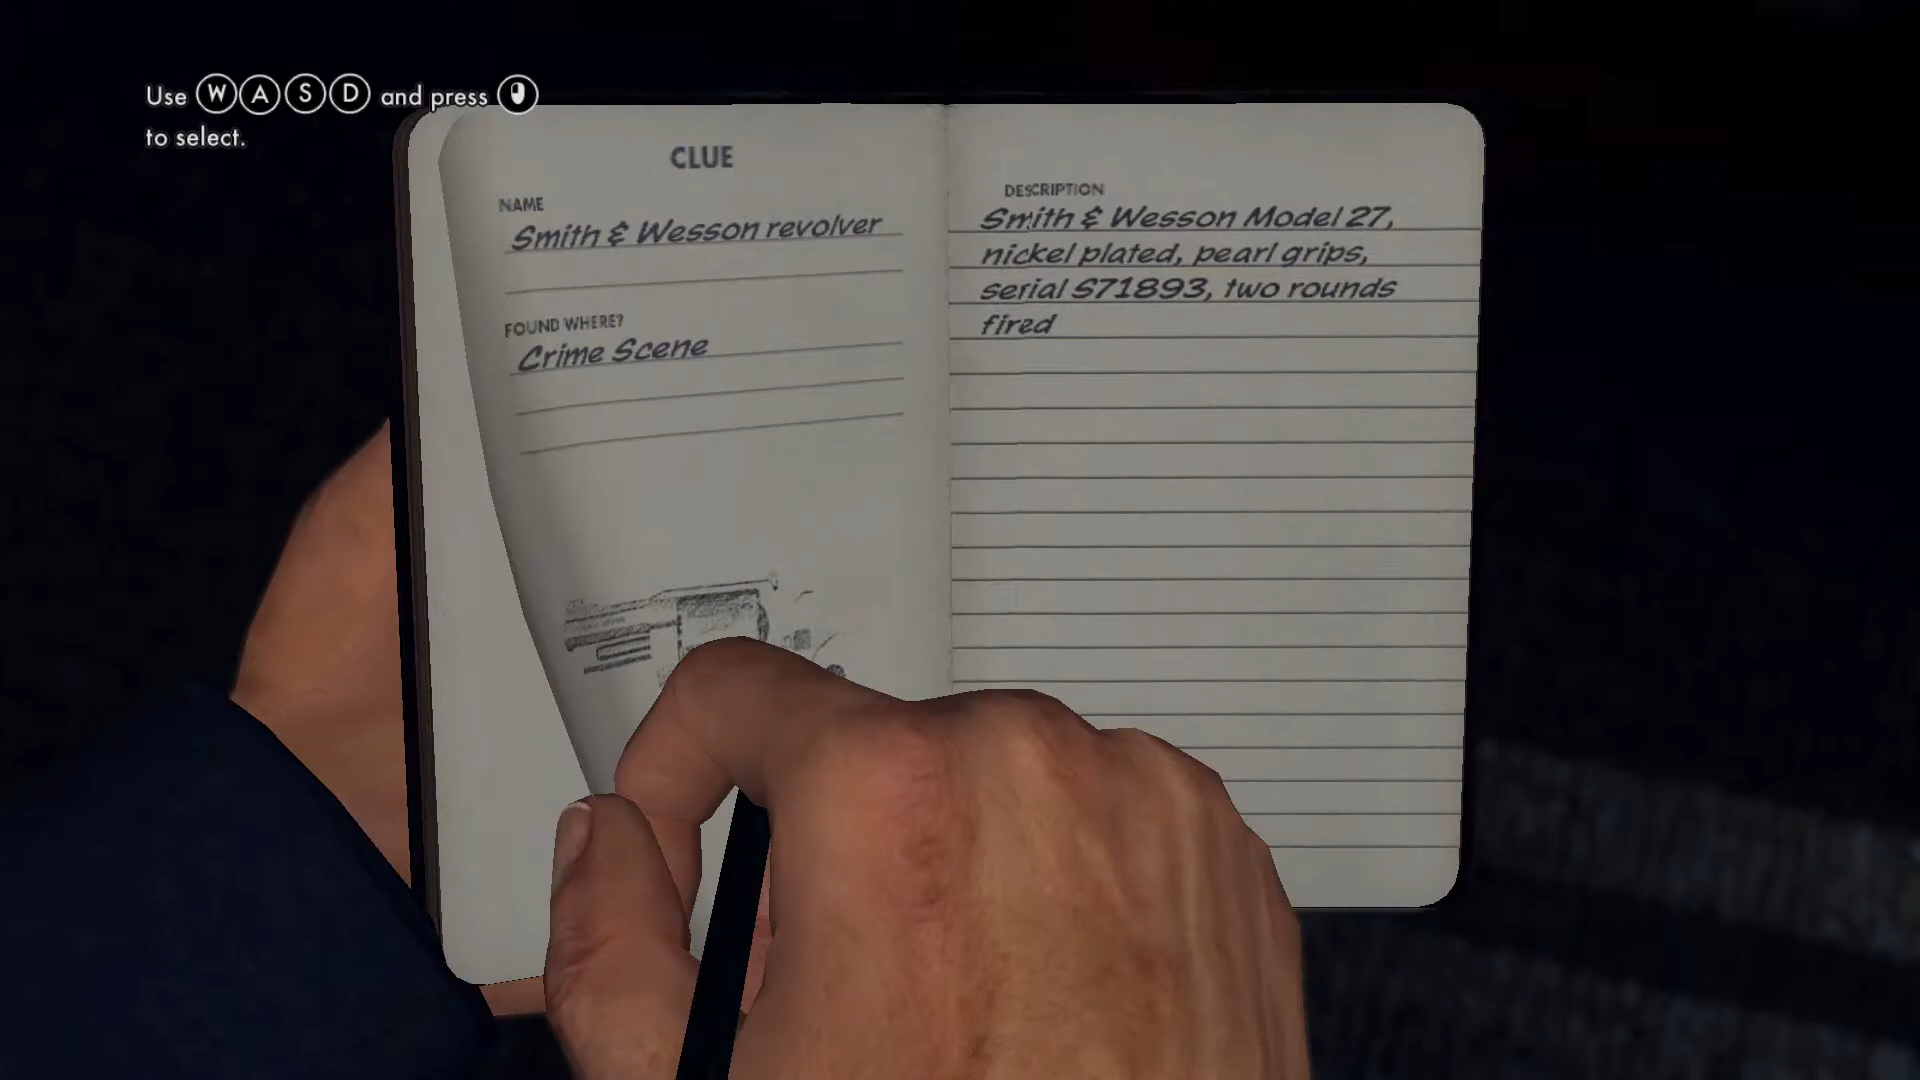 Use W A S D and press
to select.
CLUE
NAME
Smith & Wesson revolver
FOUND WHERE?
Crime Scene
DESCRIPTION
Smith & Wesson Model 27,
nickel plated, pearl grips,
serial S71893, two rounds
fired